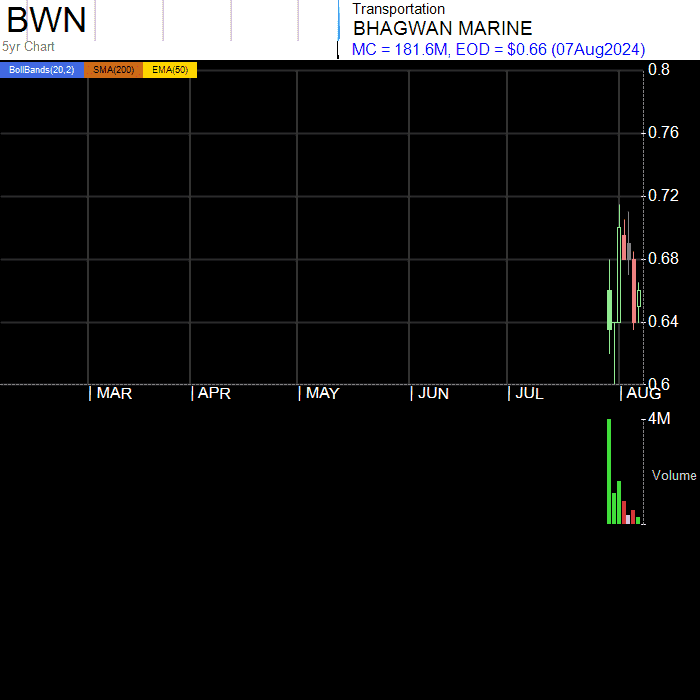 BWN
5yr Chart
Transportation
BHAGWAN MARINE
MC = 181.6M, EOD = $0.66 (07Aug2024)
BollBands(20,2) SMA(200) EMA(50)
0.8
0.76
0.72
0.68
0.64
0.6
MAR APR MAY JUN JUL AUG
4M
Volume